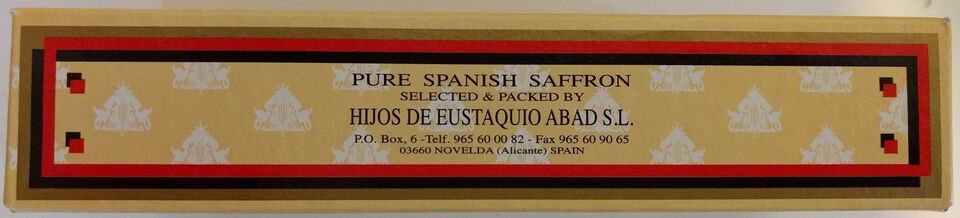 PURE SPANISH SAFFRON
SELECTED & PACKED BY
HIJOS DE EUSTAQUIO ABAD S.L.
P.O. Box, 6 -Telf. 965 60 00 82 - Fax 965 60 90 65
03660 NOVELDA (Alicante) SPAIN